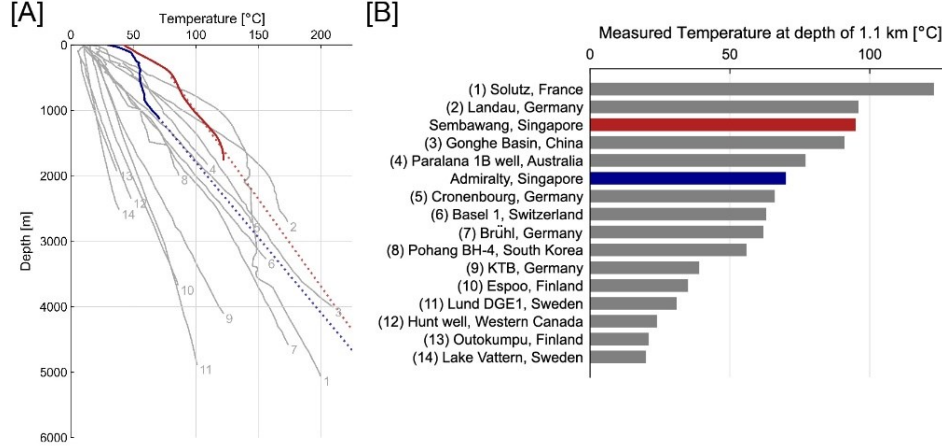 [A]
Temperature [°C]
0 50 100 150 200
0
1000
2000
3000
4000
5000
6000
Depth [m]
1
2
3
4
5
6
7
8
9
10
11
12
13
14
[B]
Measured Temperature at depth of 1.1 km [°C]
0 50 100
(1) Solutz, France
(2) Landau, Germany
Sembawang, Singapore
(3) Gonghe Basin, China
(4) Paralana 1B well, Australia
Admiralty, Singapore
(5) Cronenbourg, Germany
(6) Basel 1, Switzerland
(7) Brühl, Germany
(8) Pohang BH-4, South Korea
(9) KTB, Germany
(10) Espoo, Finland
(11) Lund DGE1, Sweden
(12) Hunt well, Western Canada
(13) Outokumpu, Finland
(14) Lake Vattern, Sweden